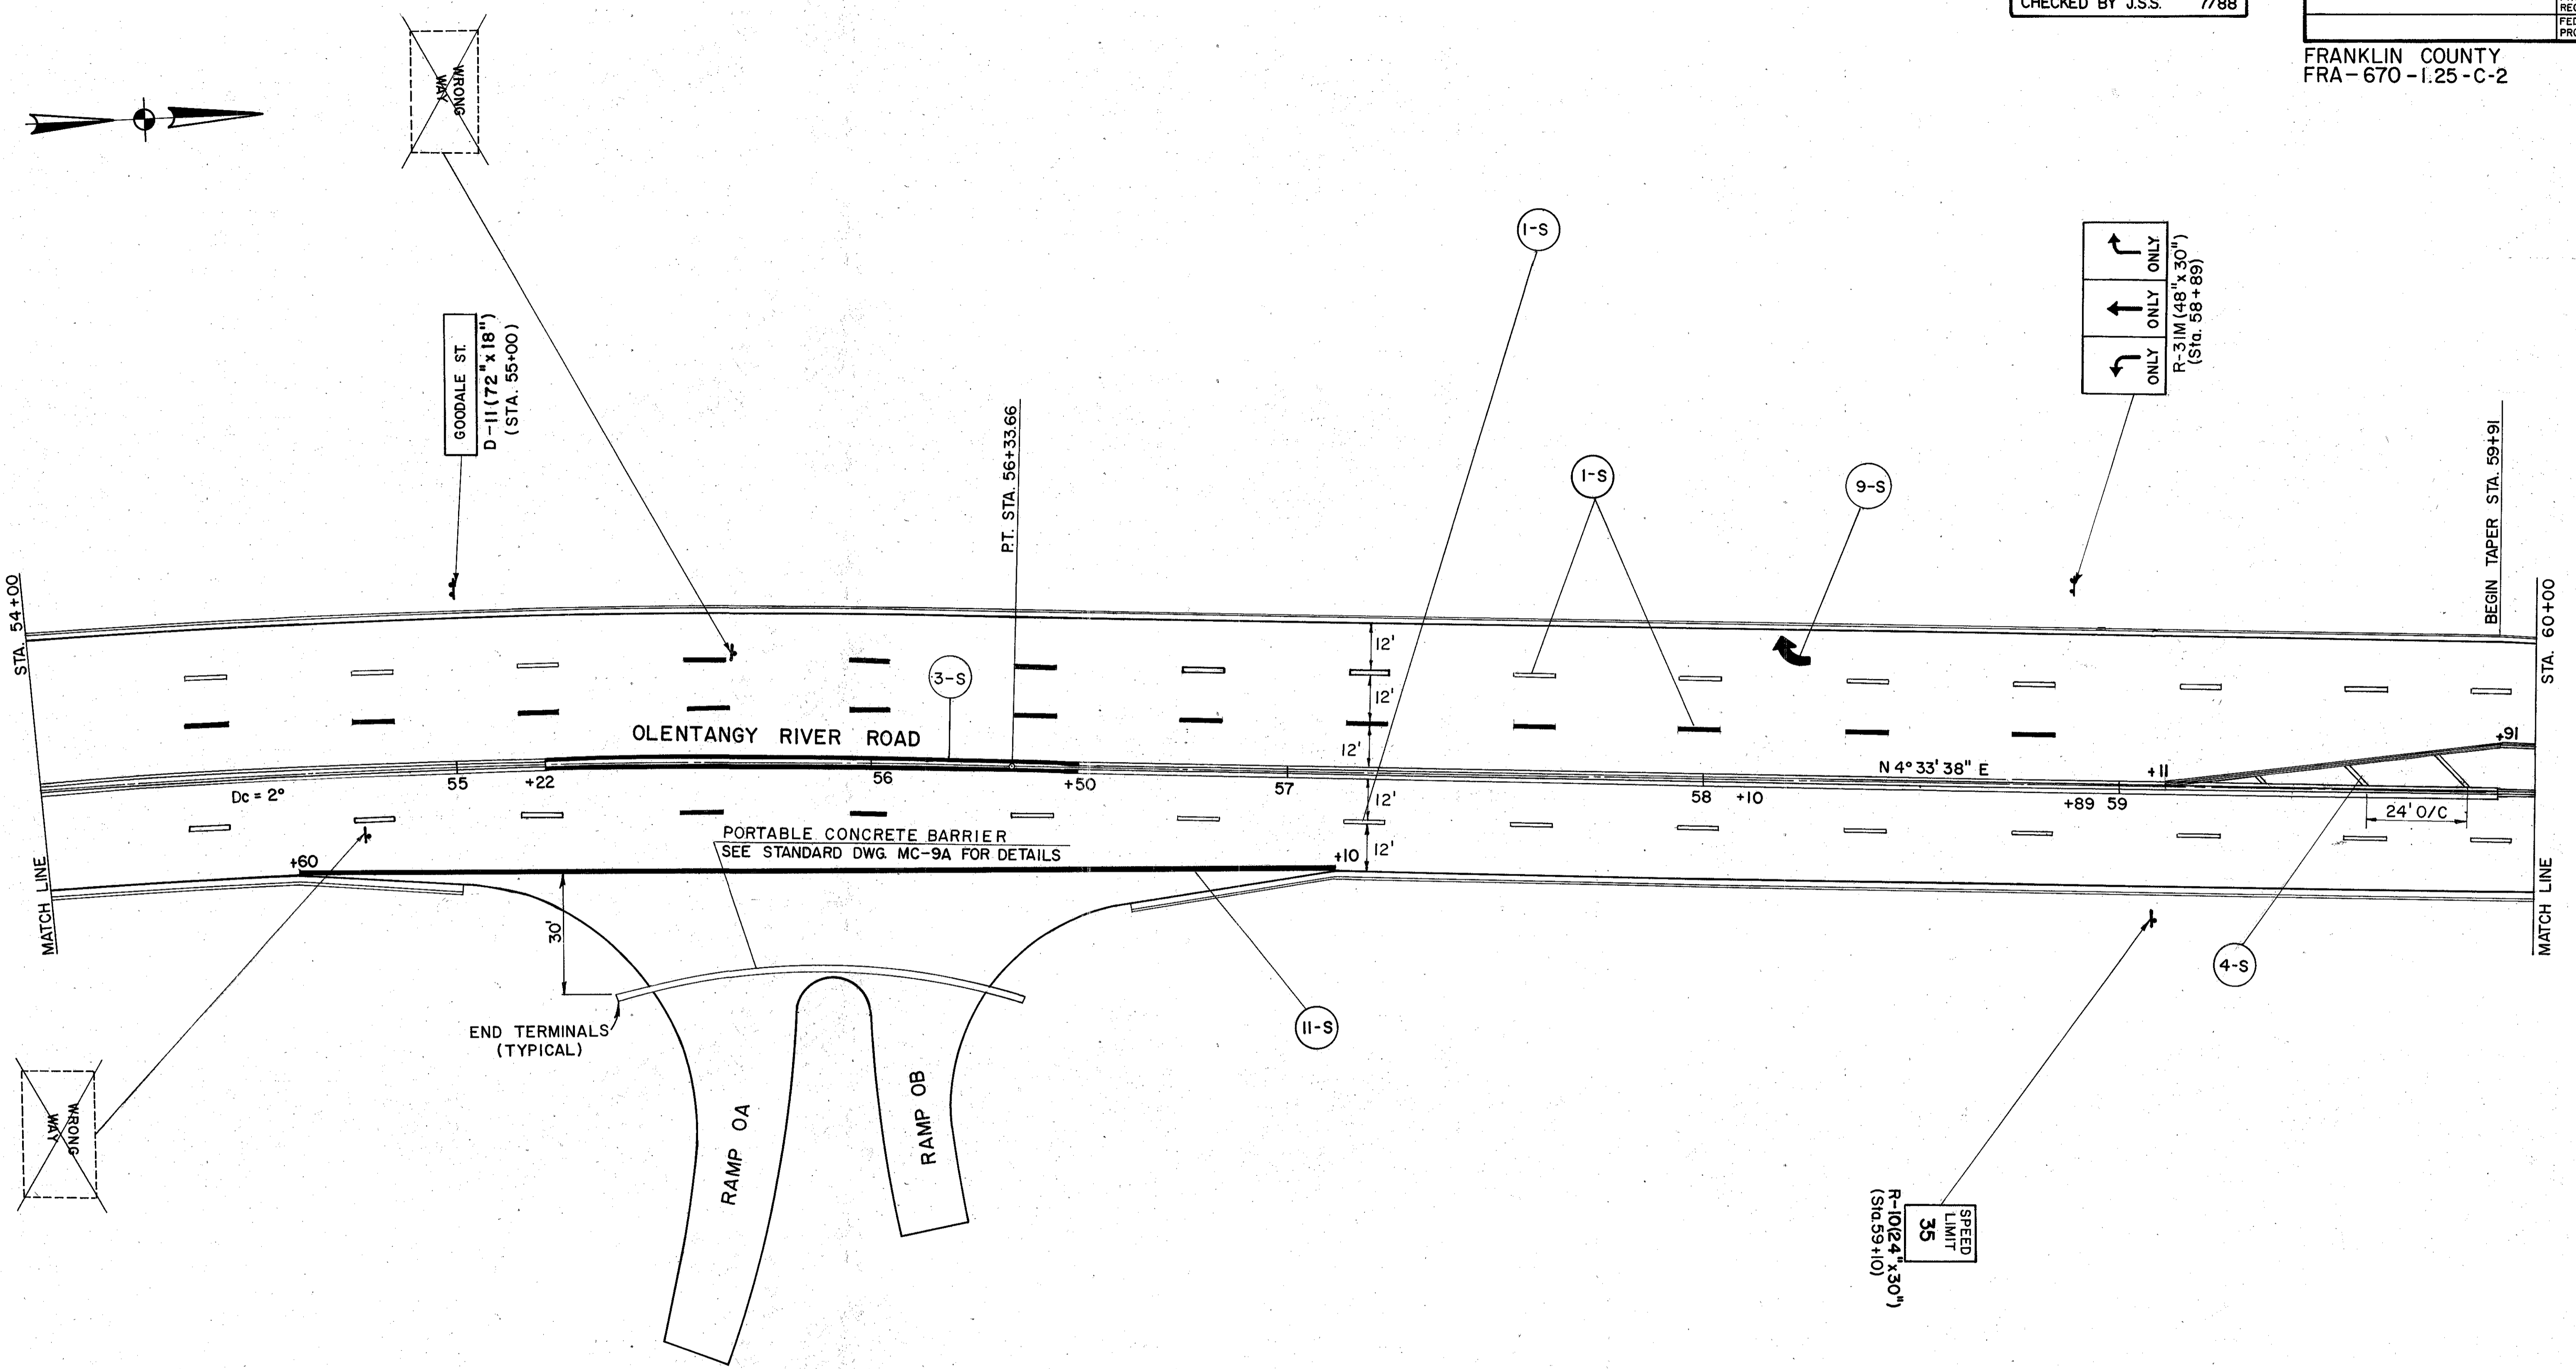 CHECKED BY J.S.S. 7/88
FRANKLIN COUNTY
FRA-670-1.25-C-2
WRONG
WAY
GOODALE ST.
D-11 (72"x18")
(STA. 55+00)
P.T. STA. 56+33.66
1-S
1-S
9-S
ONLY
ONLY
ONLY
R-31M (48"x30")
(Sta. 58+89)
BEGIN TAPER STA. 59+91
STA. 54+00
STA. 60+00
3-S
12'
12'
12'
12'
12'
OLENTANGY RIVER ROAD
Dc = 2°
55
+22
56
+50
57
58
+10
N 4° 33' 38" E
+89
59
+11
+91
24' O/C
PORTABLE CONCRETE BARRIER
SEE STANDARD DWG. MC-9A FOR DETAILS
+60
+10
MATCH LINE
MATCH LINE
30'
4-S
11-S
END TERMINALS
(TYPICAL)
RAMP OA
RAMP OB
WRONG
WAY
SPEED
LIMIT
35
R-10(24"x30")
(Sta.59+10)